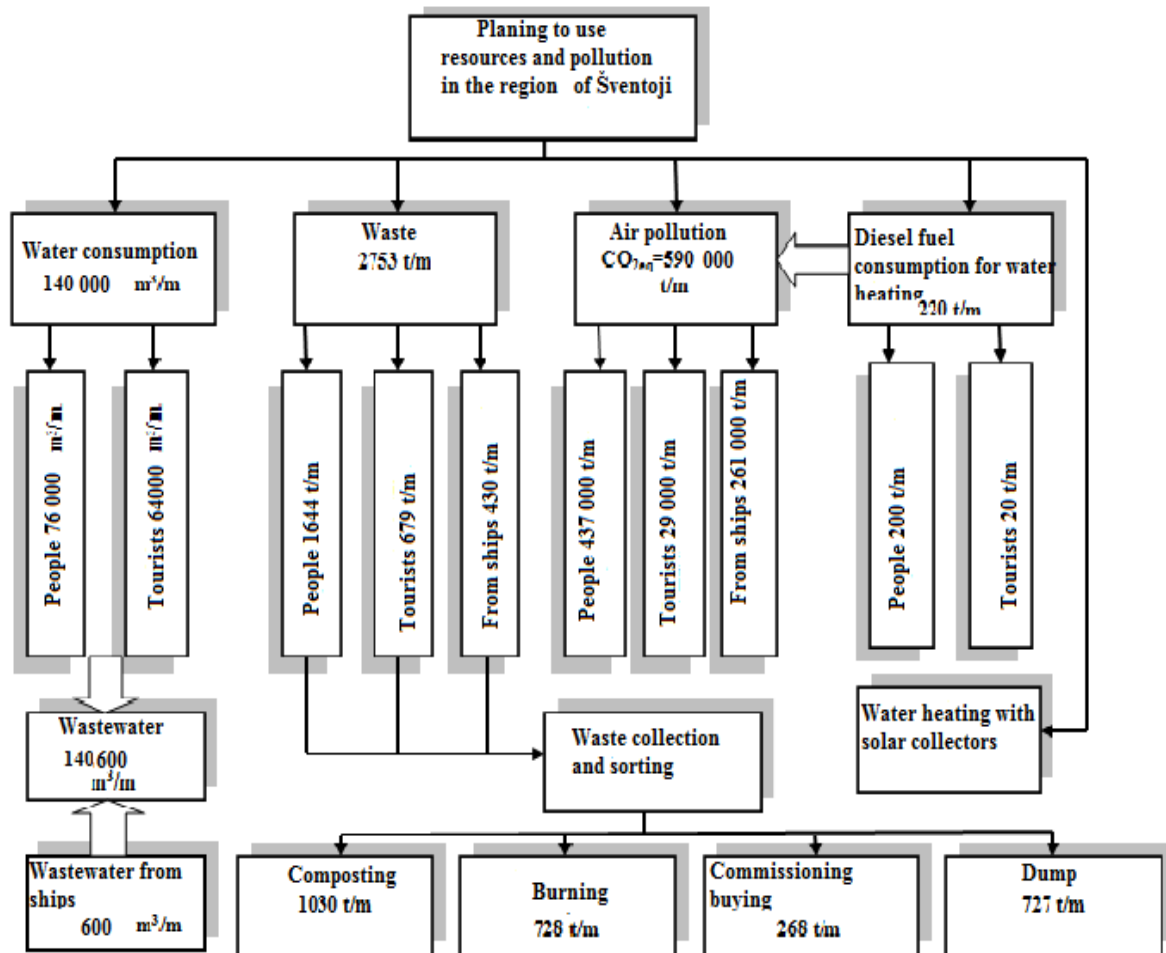 Planing to use
resources and pollution
in the region of Šventoji
Water consumption
140 000 m³/m
Waste
2753 t/m
Air pollution
CO₂eq=590 000
t/m
Diesel fuel
consumption for water
heating
220 t/m
People 76 000 m³/m
Tourists 64000 m³/m
People 1644 t/m
Tourists 679 t/m
From ships 430 t/m
People 437 000 t/m
Tourists 29 000 t/m
From ships 261 000 t/m
People 200 t/m
Tourists 20 t/m
Wastewater
140.600
m³/m
Waste collection
and sorting
Water heating with
solar collectors
Wastewater from
ships
600 m³/m
Composting
1030 t/m
Burning
728 t/m
Commissioning
buying
268 t/m
Dump
727 t/m